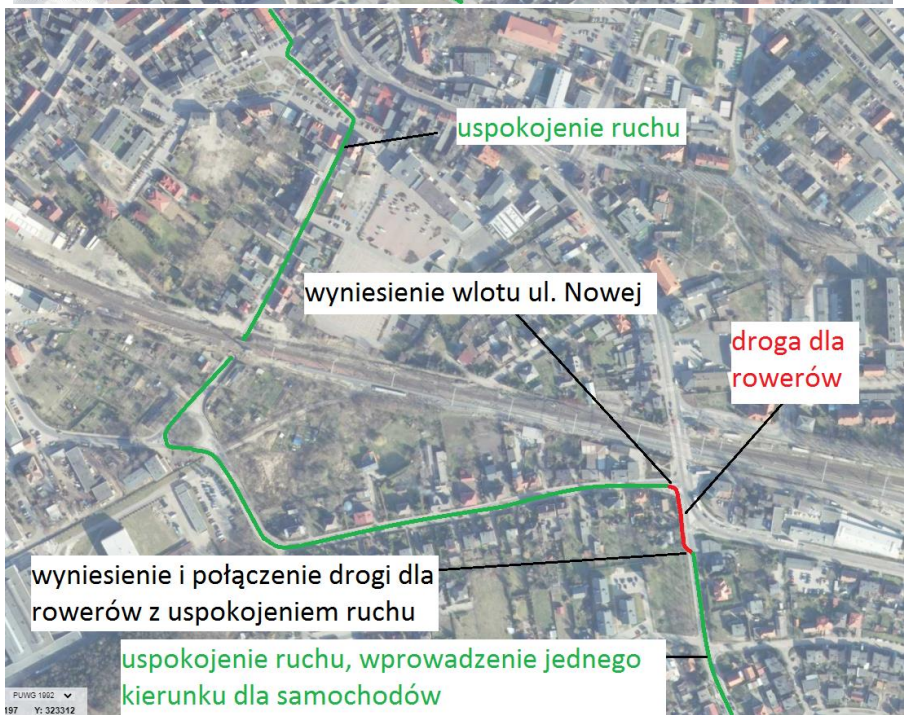 uspokojenie ruchu
wyniesienie wlotu ul. Nowej
droga dla
rowerów
wyniesienie i połączenie drogi dla
rowerów z uspokojeniem ruchu
uspokojenie ruchu, wprowadzenie jednego
kierunku dla samochodów
PUWG 1992
197 Y: 323312